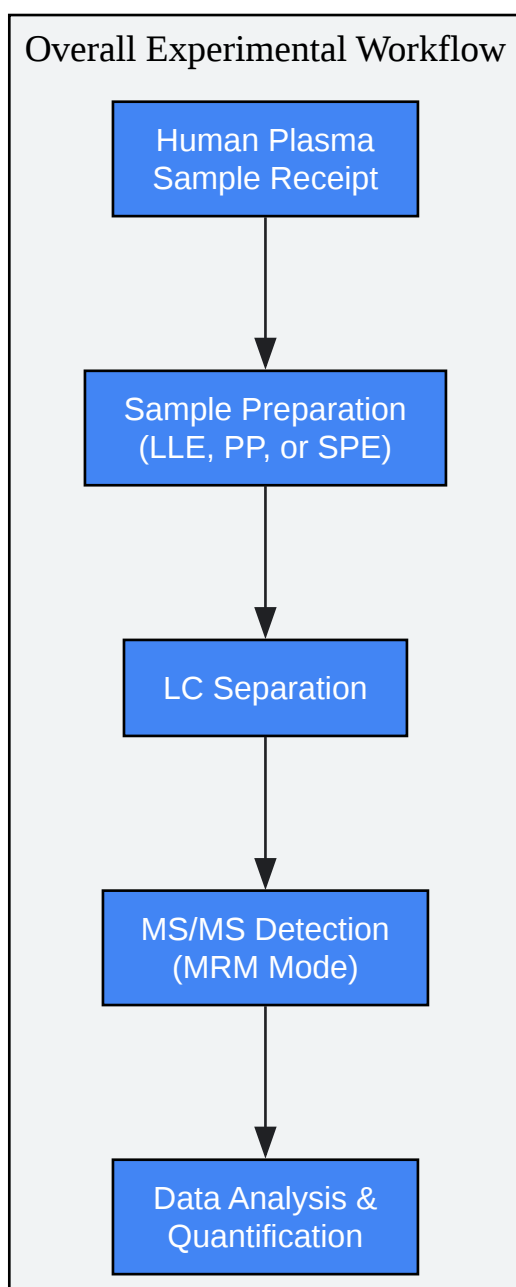 Overall Experimental Workflow
Human Plasma
Sample Receipt
Sample Preparation
(LLE, PP, or SPE)
LC Separation
MS/MS Detection
(MRM Mode)
Data Analysis &
Quantification